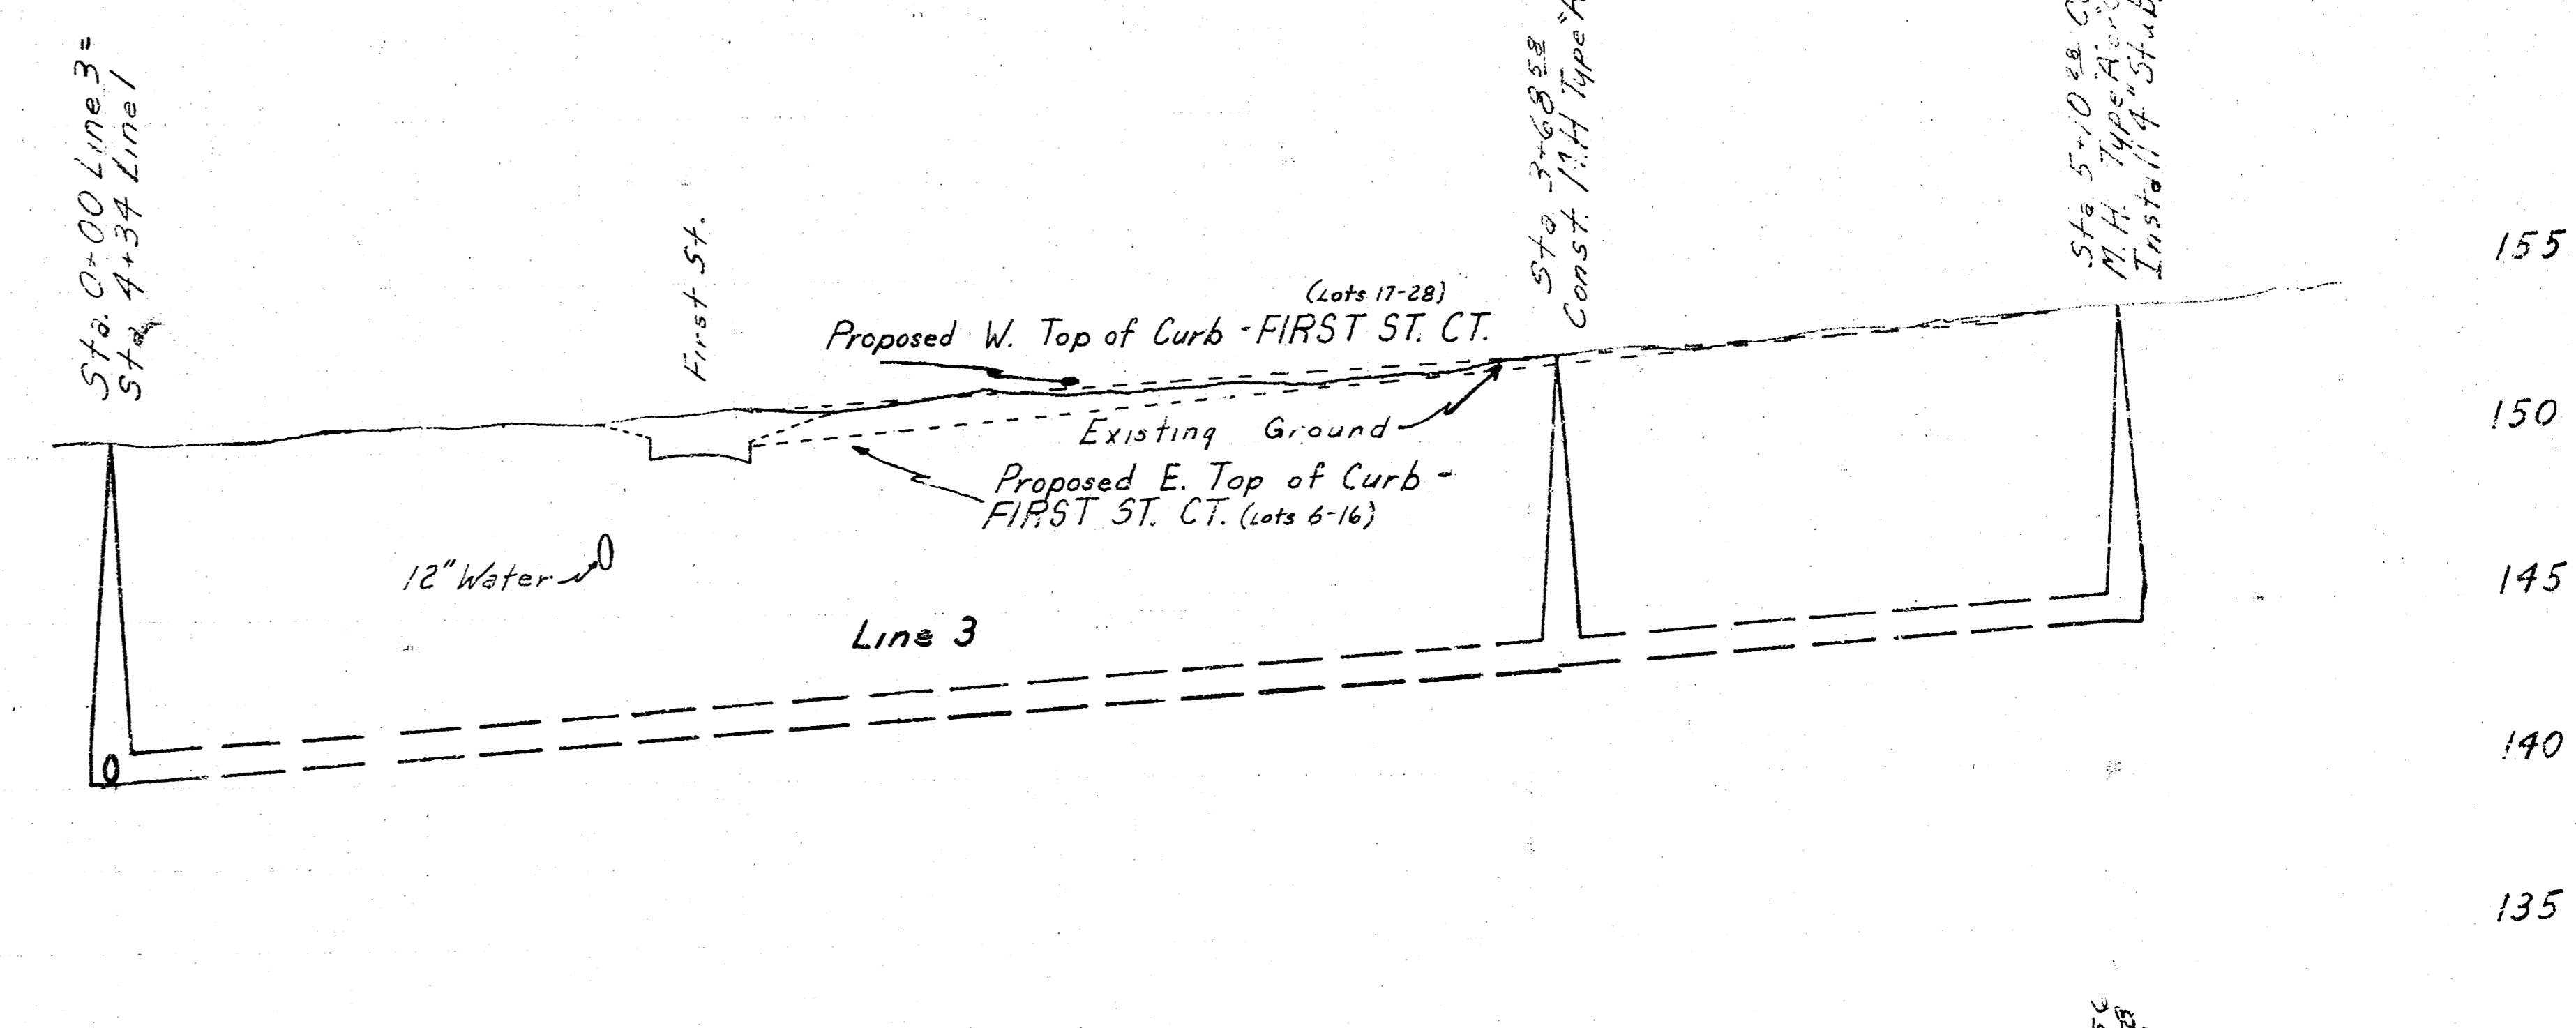 Sta. 0+00 Line 3 =
Sta. 4+34 Line 1
First St.
(Lots 17-28)
Proposed W. Top of Curb - FIRST ST. CT.
Existing Ground
Proposed E. Top of Curb -
FIRST ST. CT. (Lots 6-16)
12" Water
Line 3
Sta 3+68 58
Const. M.H Type "A
Sta 5+10 28
M.H. Type "A" or
Install 4" Stub
155
150
145
140
135